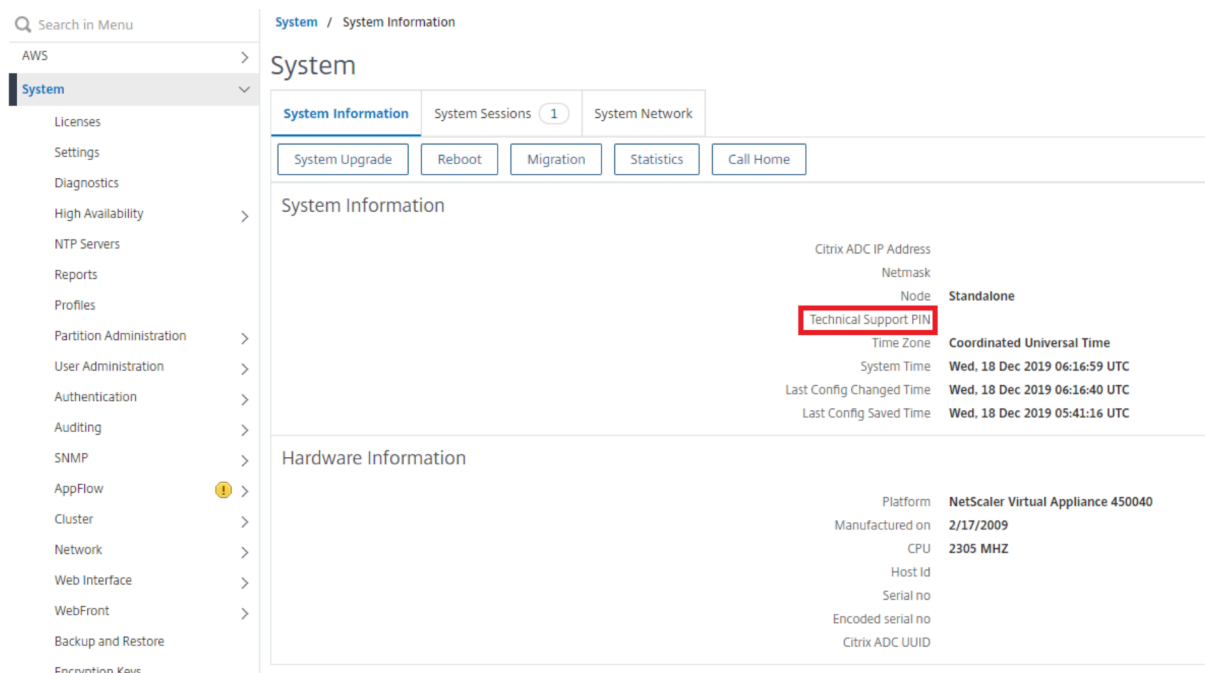 Search in Menu
AWS
System
Licenses
Settings
Diagnostics
High Availability
NTP Servers
Reports
Profiles
Partition Administration
User Administration
Authentication
Auditing
SNMP
AppFlow
Cluster
Network
Web Interface
WebFront
Backup and Restore
Encryption Keys
System / System Information
System
System Information System Sessions 1 System Network
System Upgrade Reboot Migration Statistics Call Home
System Information
Citrix ADC IP Address
Netmask
Node Standalone
Technical Support PIN
Time Zone Coordinated Universal Time
System Time Wed, 18 Dec 2019 06:16:59 UTC
Last Config Changed Time Wed, 18 Dec 2019 06:16:40 UTC
Last Config Saved Time Wed, 18 Dec 2019 05:41:16 UTC
Hardware Information
Platform NetScaler Virtual Appliance 450040
Manufactured on 2/17/2009
CPU 2305 MHZ
Host Id
Serial no
Encoded serial no
Citrix ADC UUID